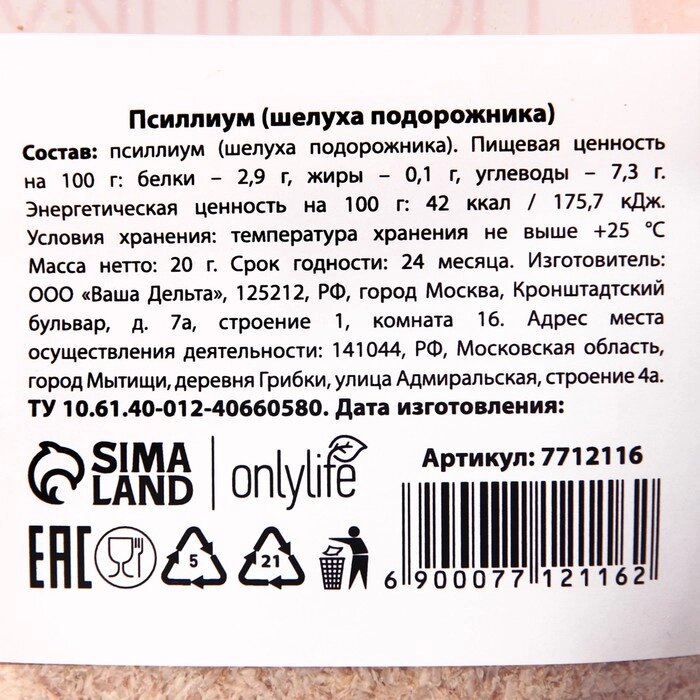 Псиллиум (шелуха подорожника)
Состав: псиллиум (шелуха подорожника). Пищевая ценность
на 100 г: белки – 2,9 г, жиры – 0,1 г, углеводы – 7,3 г.
Энергетическая ценность на 100 г: 42 ккал / 175,7 кДж.
Условия хранения: температура хранения не выше +25 °C
Масса нетто: 20 г. Срок годности: 24 месяца. Изготовитель:
ООО «Ваша Дельта», 125212, РФ, город Москва, Кронштадтский
бульвар, д. 7а, строение 1, комната 16. Адрес места
осуществления деятельности: 141044, РФ, Московская область,
город Мытищи, деревня Грибки, улица Адмиральская, строение 4а.
ТУ 10.61.40-012-40660580. Дата изготовления:
SIMA LAND
onlylife
Артикул: 7712116
EAC
5
21
6 900077 121162